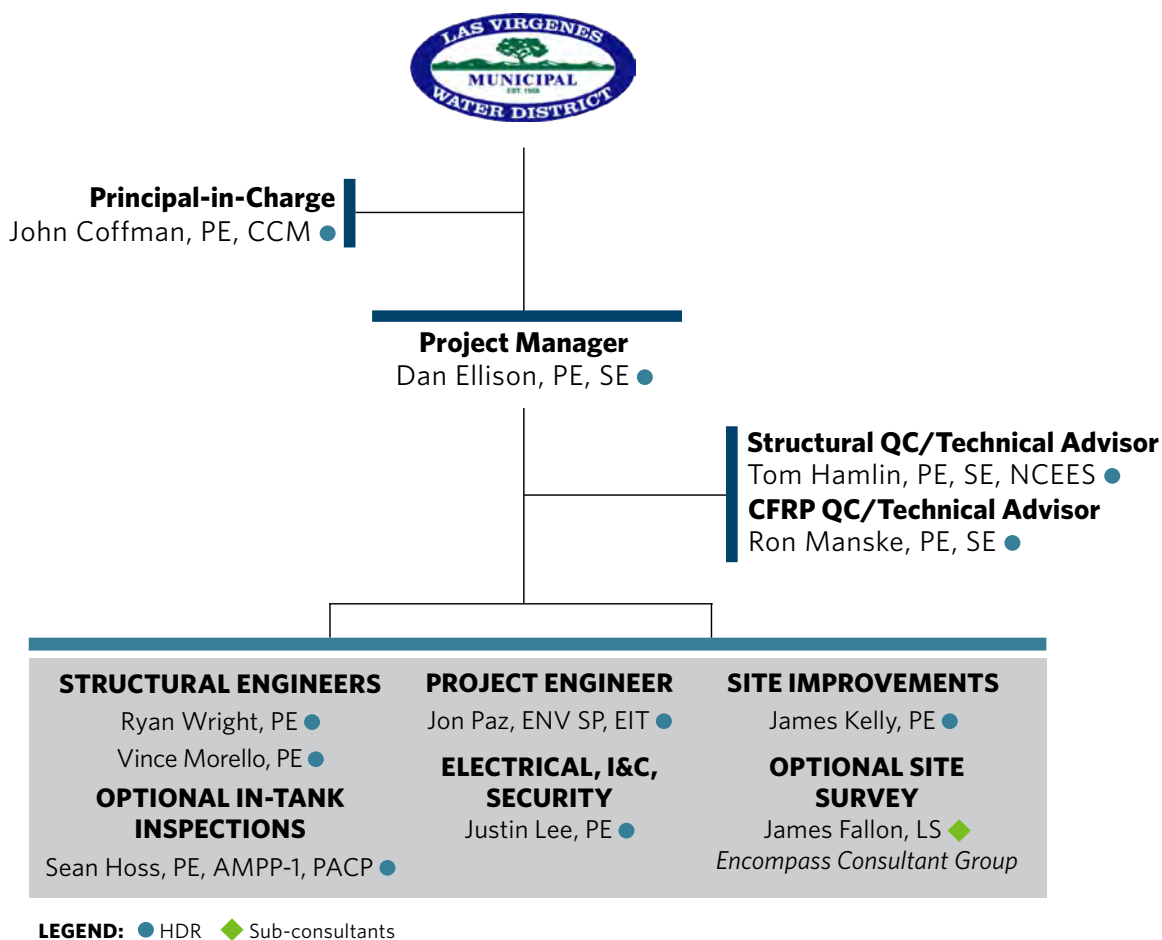 LAS VIRGENES
MUNICIPAL
EST. 1958
WATER DISTRICT
Principal-in-Charge
John Coffman, PE, CCM
Project Manager
Dan Ellison, PE, SE
Structural QC/Technical Advisor
Tom Hamlin, PE, SE, NCEES
CFRP QC/Technical Advisor
Ron Manske, PE, SE
STRUCTURAL ENGINEERS
Ryan Wright, PE
Vince Morello, PE
OPTIONAL IN-TANK
INSPECTIONS
Sean Hoss, PE, AMPP-1, PACP
PROJECT ENGINEER
Jon Paz, ENV SP, EIT
ELECTRICAL, I&C,
SECURITY
Justin Lee, PE
SITE IMPROVEMENTS
James Kelly, PE
OPTIONAL SITE
SURVEY
James Fallon, LS
Encompass Consultant Group
LEGEND: HDR Sub-consultants